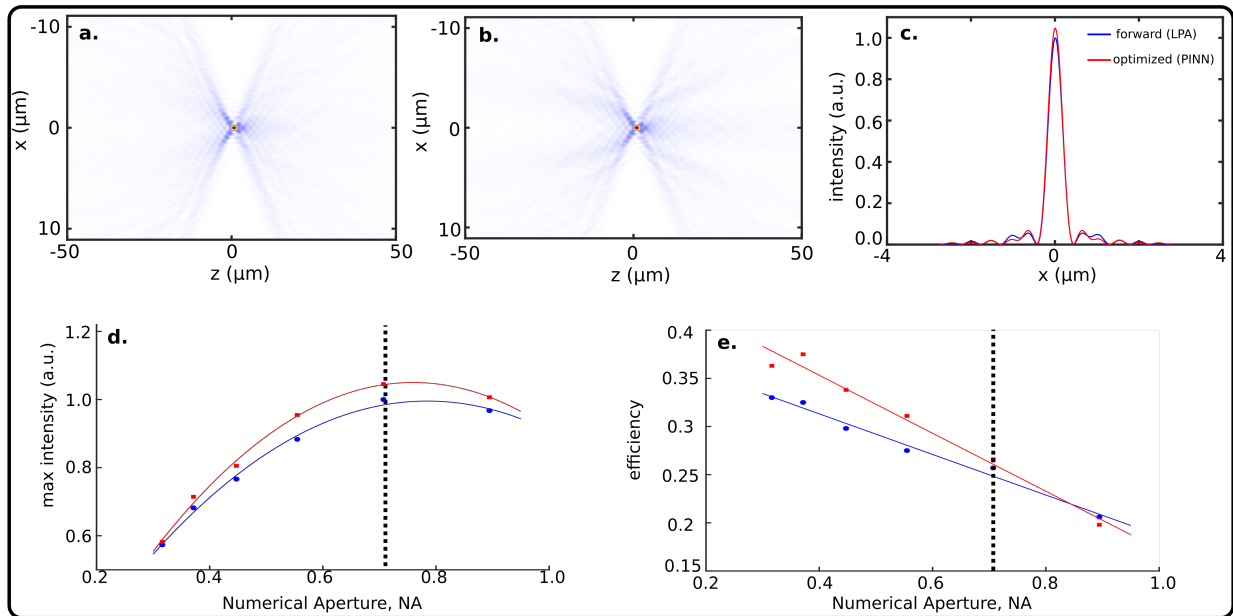 a.
-10
0
10
x (µm)
-50
0
50
z (µm)
b.
-10
0
10
x (µm)
-50
0
50
z (µm)
c.
forward (LPA)
optimized (PINN)
1.0
0.8
0.6
0.4
0.2
0.0
intensity (a.u.)
-4
0
4
x (µm)
d.
1.2
1.0
0.8
0.6
max intensity (a.u.)
0.2
0.4
0.6
0.8
1.0
Numerical Aperture, NA
e.
0.4
0.35
0.3
0.25
0.2
0.15
efficiency
0.2
0.4
0.6
0.8
1.0
Numerical Aperture, NA